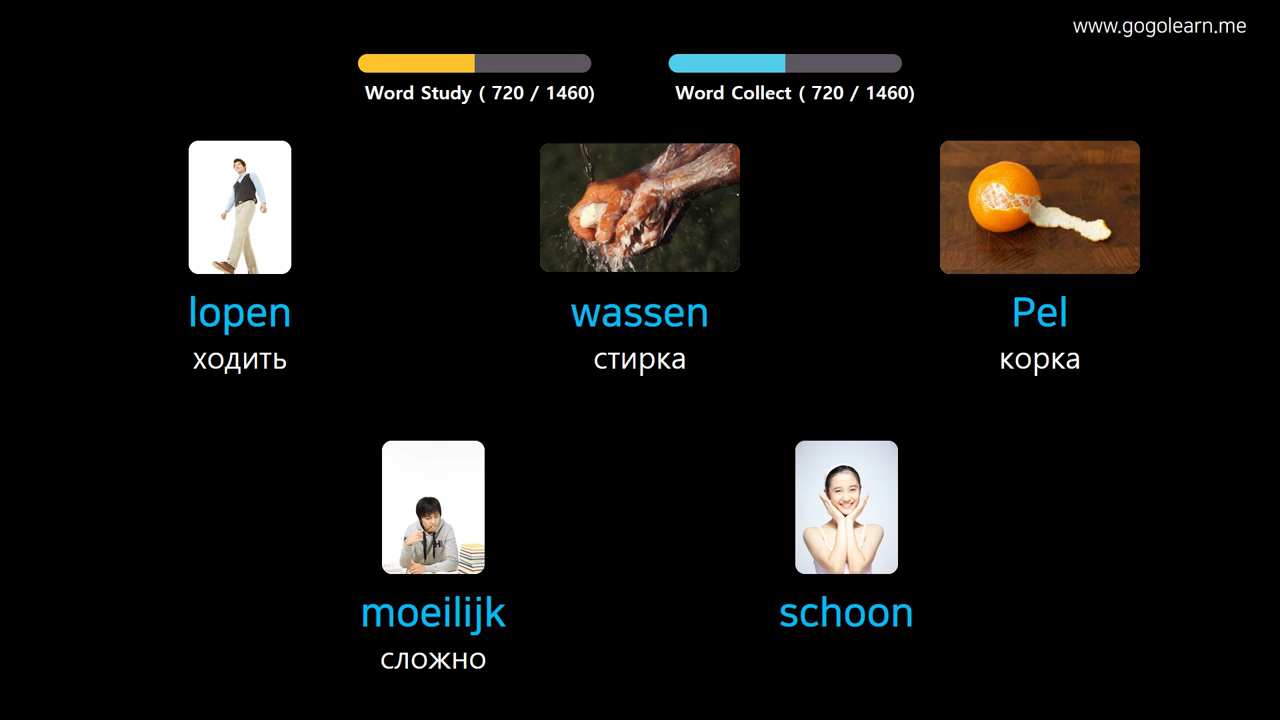 www.gogolearn.me
Word Study ( 720 / 1460)
Word Collect ( 720 / 1460)
lopen
ходить
wassen
стирка
Pel
корка
moeilijk
сложно
schoon